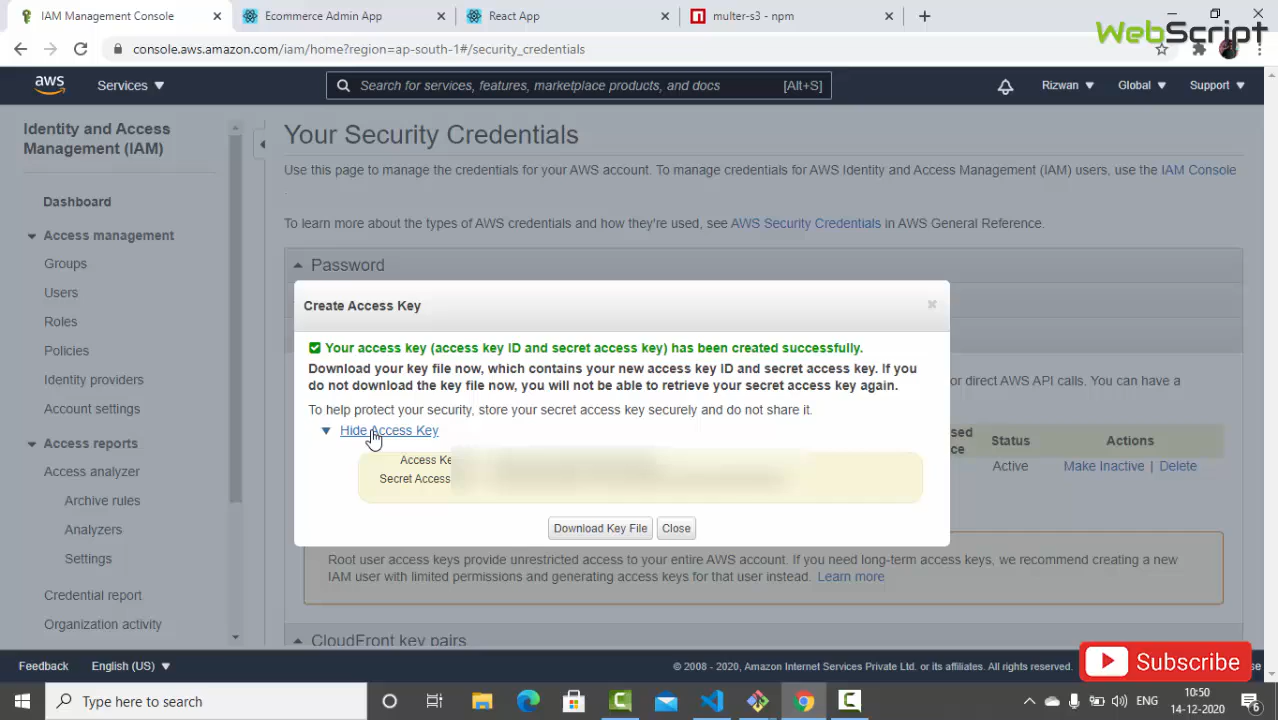 IAM Management Console
Ecommerce Admin App
React App
multer-s3 - npm
WebScript
console.aws.amazon.com/iam/home?region=ap-south-1#/security_credentials
aws
Services
Search for services, features, marketplace products, and docs
[Alt+S]
Rizwan
Global
Support
Identity and Access
Management (IAM)
Dashboard
Access management
Groups
Users
Roles
Policies
Identity providers
Account settings
Access reports
Access analyzer
Archive rules
Analyzers
Settings
Credential report
Organization activity
Your Security Credentials
Use this page to manage the credentials for your AWS account. To manage credentials for AWS Identity and Access Management (IAM) users, use the IAM Console
To learn more about the types of AWS credentials and how they're used, see AWS Security Credentials in AWS General Reference.
Password
Create Access Key
Your access key (access key ID and secret access key) has been created successfully.
Download your key file now, which contains your new access key ID and secret access key. If you
do not download the key file now, you will not be able to retrieve your secret access key again.
To help protect your security, store your secret access key securely and do not share it.
Hide Access Key
Access Ke
Secret Access
Download Key File
Close
or direct AWS API calls. You can have a
sed
ce
Status
Actions
Active
Make Inactive | Delete
Root user access keys provide unrestricted access to your entire AWS account. If you need long-term access keys, we recommend creating a new
IAM user with limited permissions and generating access keys for that user instead. Learn more
CloudFront key pairs
Feedback
English (US)
© 2008 - 2020, Amazon Internet Services Private Ltd. or its affiliates. All rights reserved.
se
Subscribe
Type here to search
ENG
10:50
14-12-2020
6